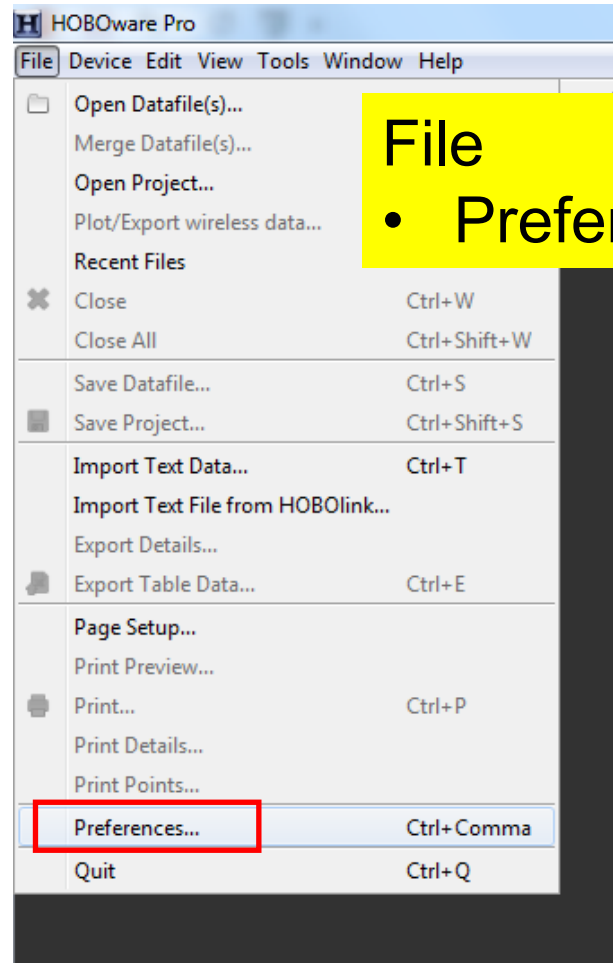 HOBOware Pro
File Device Edit View Tools Window Help
Open Datafile(s)...
Merge Datafile(s)...
Open Project...
Plot/Export wireless data...
Recent Files
Close Ctrl+W
Close All Ctrl+Shift+W
Save Datafile... Ctrl+S
Save Project... Ctrl+Shift+S
Import Text Data... Ctrl+T
Import Text File from HOBOlink...
Export Details...
Export Table Data... Ctrl+E
Page Setup...
Print Preview...
Print... Ctrl+P
Print Details...
Print Points...
Preferences... Ctrl+Comma
Quit Ctrl+Q
File